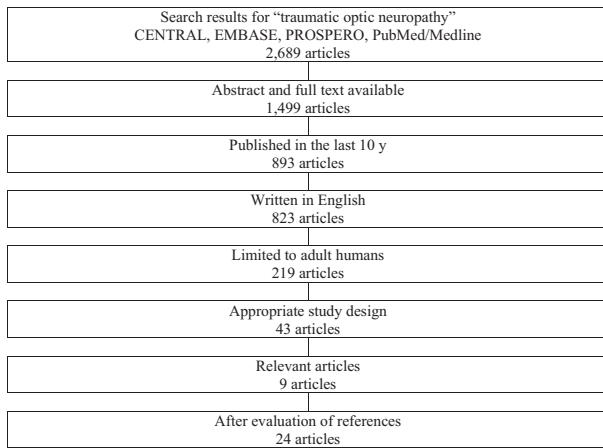 Search results for “traumatic optic neuropathy”
CENTRAL, EMBASE, PROSPERO, PubMed/Medline
2,689 articles
Abstract and full text available
1,499 articles
Published in the last 10 y
893 articles
Written in English
823 articles
Limited to adult humans
219 articles
Appropriate study design
43 articles
Relevant articles
9 articles
After evaluation of references
24 articles